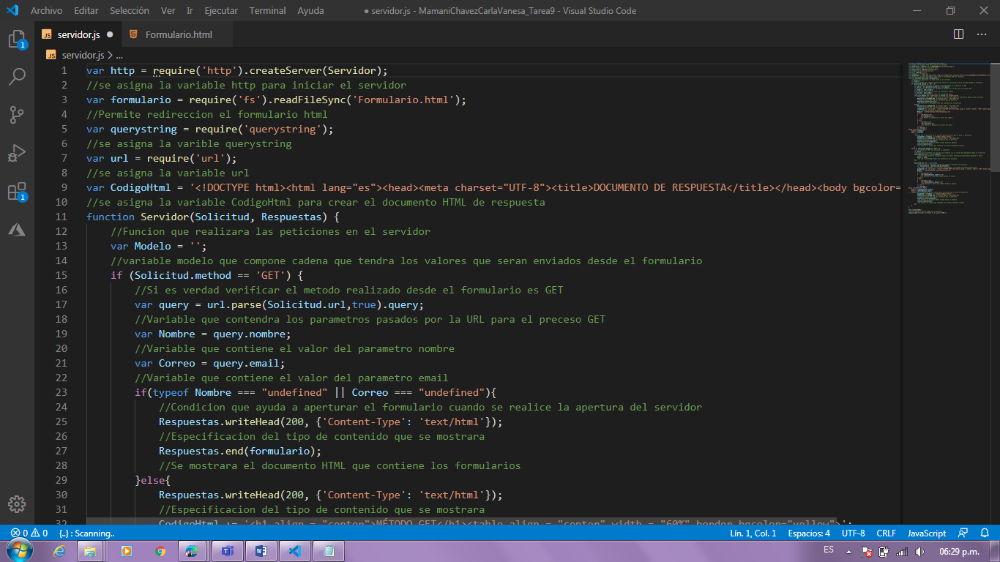 Archivo Editar Selección Ver Ir Ejecutar Terminal Ayuda ● servidor.js - MamaniChavezCarlaVanesa_Tarea9 - Visual Studio Code
JS servidor.js ● Formulario.html
JS servidor.js > ...
1 var http = require('http').createServer(Servidor);
2 //se asigna la variable http para iniciar el servidor
3 var formulario = require('fs').readFileSync('Formulario.html');
4 //Permite redireccion el formulario html
5 var querystring = require('querystring');
6 //se asigna la varible querystring
7 var url = require('url');
8 //se asigna la variable url
9 var CodigoHtml = '<!DOCTYPE html><html lang="es"><head><meta charset="UTF-8"><title>DOCUMENTO DE RESPUESTA</title></head><body bgcolor=
10 //se asigna la variable CodigoHtml para crear el documento HTML de respuesta
11 function Servidor(Solicitud, Respuestas) {
12 //Funcion que realizara las peticiones en el servidor
13 var Modelo = '';
14 //variable modelo que compone cadena que tendra los valores que seran enviados desde el formulario
15 if (Solicitud.method == 'GET') {
16 //Si es verdad verificar el metodo realizado desde el formulario es GET
17 var query = url.parse(Solicitud.url,true).query;
18 //Variable que contendra los parametros pasados por la URL para el preceso GET
19 var Nombre = query.nombre;
20 //Variable que contiene el valor del parametro nombre
21 var Correo = query.email;
22 //Variable que contiene el valor del parametro email
23 if(typeof Nombre === "undefined" || Correo === "undefined"){
24 //Condicion que ayuda a aperturar el formulario cuando se realice la apertura del servidor
25 Respuestas.writeHead(200, {'Content-Type': 'text/html'});
26 //Especificacion del tipo de contenido que se mostrara
27 Respuestas.end(formulario);
28 //Se mostrara el documento HTML que contiene los formularios
29 }else{
30 Respuestas.writeHead(200, {'Content-Type': 'text/html'});
31 //Especificacion del tipo de contenido que se mostrara
32 CodigoHtml += '<h1 align = "center">MÉTODO GET</h1><table align = "center" width = "60%" border bgcolor="yellow">';
1
1
0 0 {..} : Scanning.. Lín. 1, Col. 1 Espacios: 4 UTF-8 CRLF JavaScript
ES 06:29 p.m.